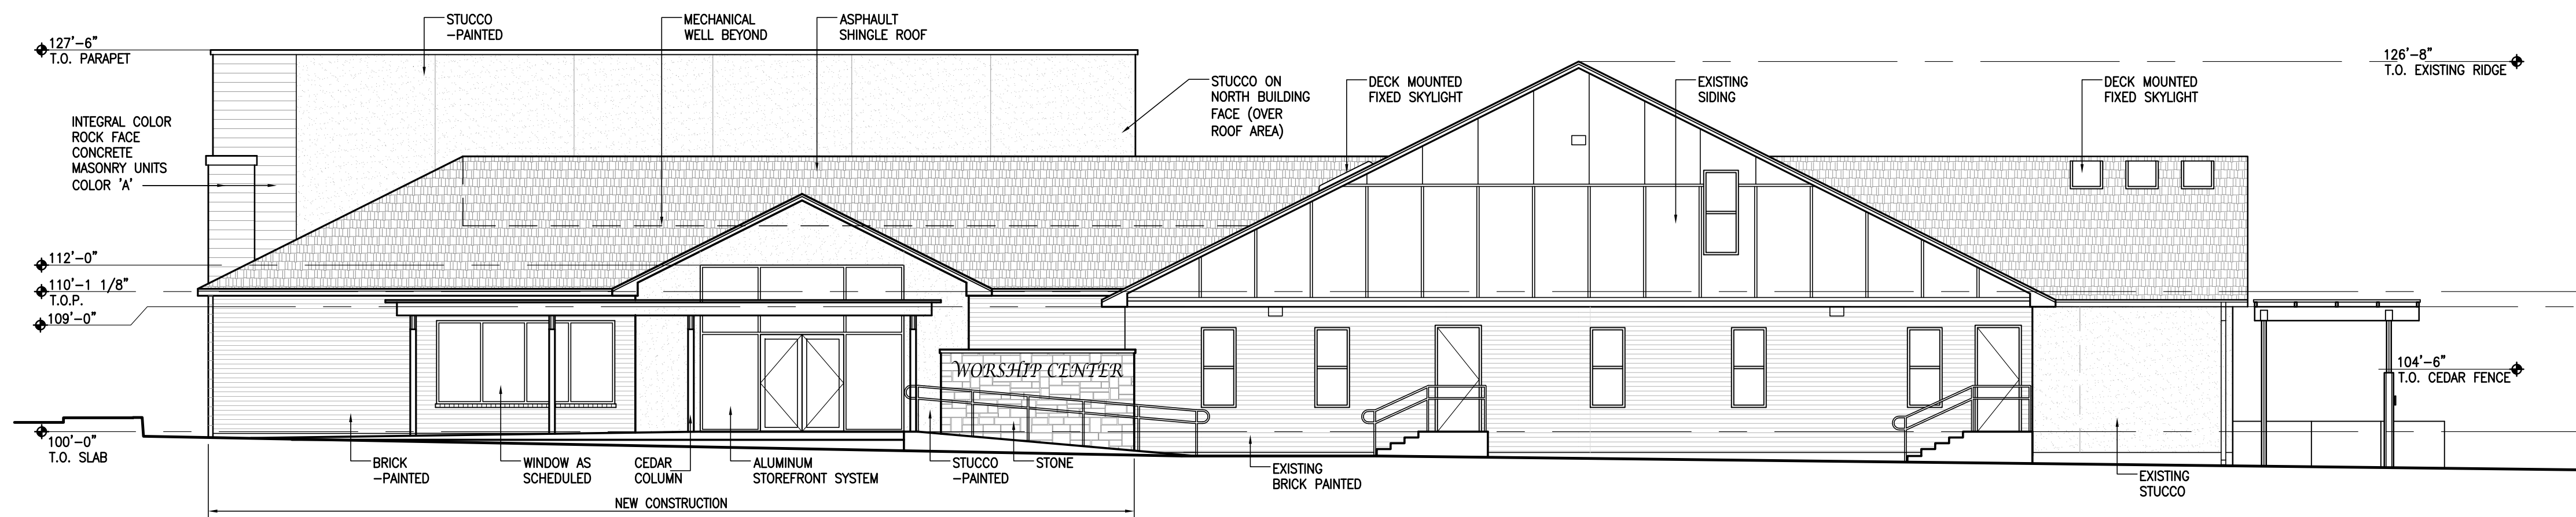 STUCCO
-PAINTED
MECHANICAL
WELL BEYOND
ASPHAULT
SHINGLE ROOF
127'-6"
T.O. PARAPET
126'-8"
T.O. EXISTING RIDGE
STUCCO ON
NORTH BUILDING
FACE (OVER
ROOF AREA)
DECK MOUNTED
FIXED SKYLIGHT
EXISTING
SIDING
DECK MOUNTED
FIXED SKYLIGHT
INTEGRAL COLOR
ROCK FACE
CONCRETE
MASONRY UNITS
COLOR 'A'
112'-0"
110'-1 1/8"
T.O.P.
109'-0"
WORSHIP CENTER
104'-6"
T.O. CEDAR FENCE
100'-0"
T.O. SLAB
BRICK
-PAINTED
WINDOW AS
SCHEDULED
CEDAR
COLUMN
ALUMINUM
STOREFRONT SYSTEM
STUCCO
-PAINTED
STONE
EXISTING
BRICK PAINTED
EXISTING
STUCCO
NEW CONSTRUCTION